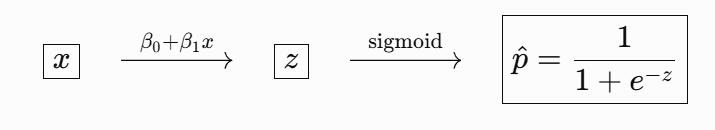 x β₀+β₁x z sigmoid p̂ = 1 / (1 + e^{−z})